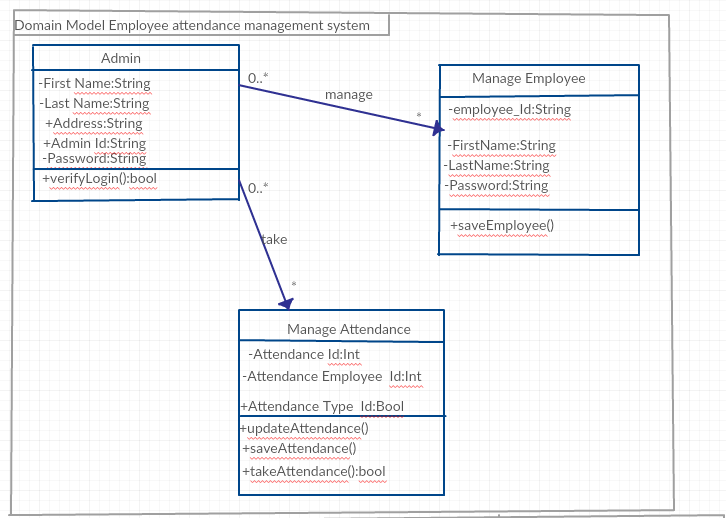 Domain Model Employee attendance management system
Admin
-First Name:String
-Last Name:String
+Address:String
+Admin Id:String
-Password:String
+verifyLogin():bool
0..*
manage
*
Manage Employee
-employee_Id:String
-FirstName:String
-LastName:String
-Password:String
+saveEmployee()
0..*
take
*
Manage Attendance
-Attendance Id:Int
-Attendance Employee  Id:Int
+Attendance Type  Id:Bool
+updateAttendance()
+saveAttendance()
+takeAttendance():bool